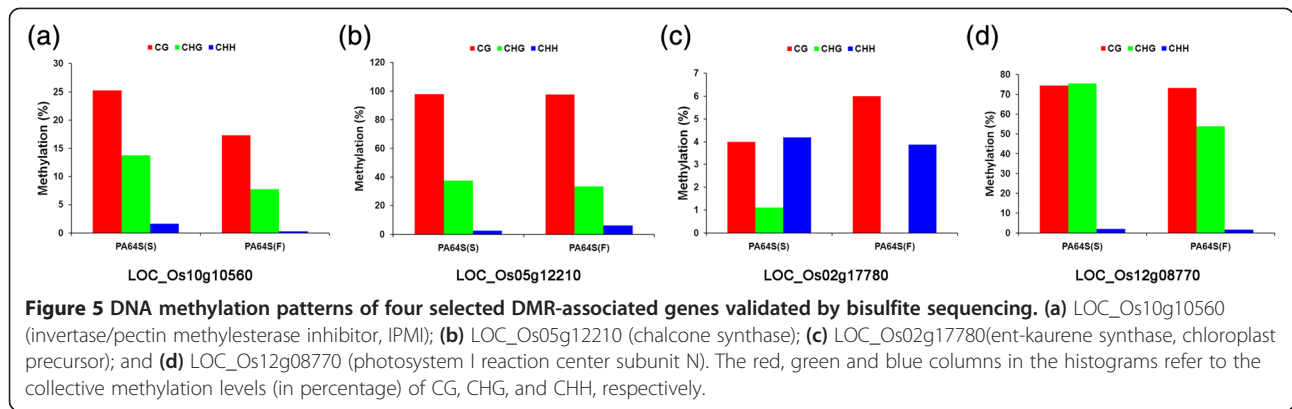 (a)
CG CHG CHH
Methylation (%)
30
25
20
15
10
5
0
PA64S(S) PA64S(F)
LOC_Os10g10560
(b)
CG CHG CHH
Methylation (%)
120
100
80
60
40
20
0
PA64S(S) PA64S(F)
LOC_Os05g12210
(c)
CG CHG CHH
Methylation (%)
7
6
5
4
3
2
1
0
PA64S(S) PA64S(F)
LOC_Os02g17780
(d)
CG CHG CHH
Methylation (%)
80
70
60
50
40
30
20
10
0
PA64S(S) PA64S(F)
LOC_Os12g08770
Figure 5 DNA methylation patterns of four selected DMR-associated genes validated by bisulfite sequencing. (a) LOC_Os10g10560
(invertase/pectin methylesterase inhibitor, IPMI); (b) LOC_Os05g12210 (chalcone synthase); (c) LOC_Os02g17780(ent-kaurene synthase, chloroplast
precursor); and (d) LOC_Os12g08770 (photosystem I reaction center subunit N). The red, green and blue columns in the histograms refer to the
collective methylation levels (in percentage) of CG, CHG, and CHH, respectively.